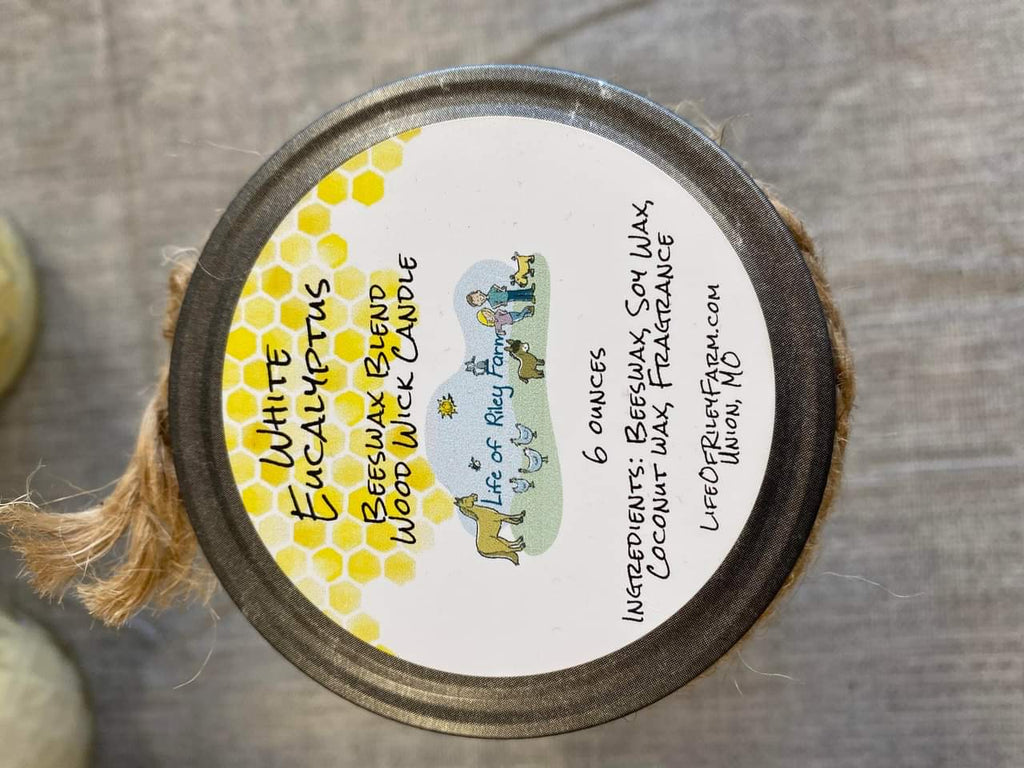 White
Eucalyptus
Beeswax Blend
Wood Wick Candle
Life of Riley Farm
6 ounces
Ingredients: Beeswax, Soy Wax,
Coconut Wax, Fragrance
LifeOfRileyFarm.com
Union, MO